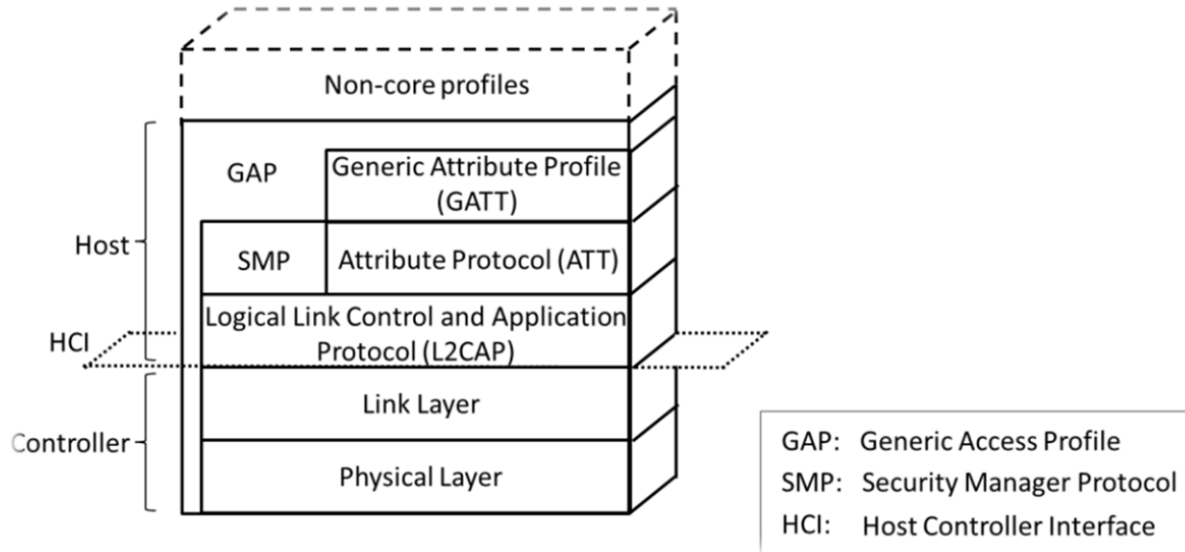 Non-core profiles
GAP
Generic Attribute Profile
(GATT)
Host
SMP
Attribute Protocol (ATT)
Logical Link Control and Application
Protocol (L2CAP)
HCI
Link Layer
Controller
Physical Layer
GAP: Generic Access Profile
SMP: Security Manager Protocol
HCI: Host Controller Interface